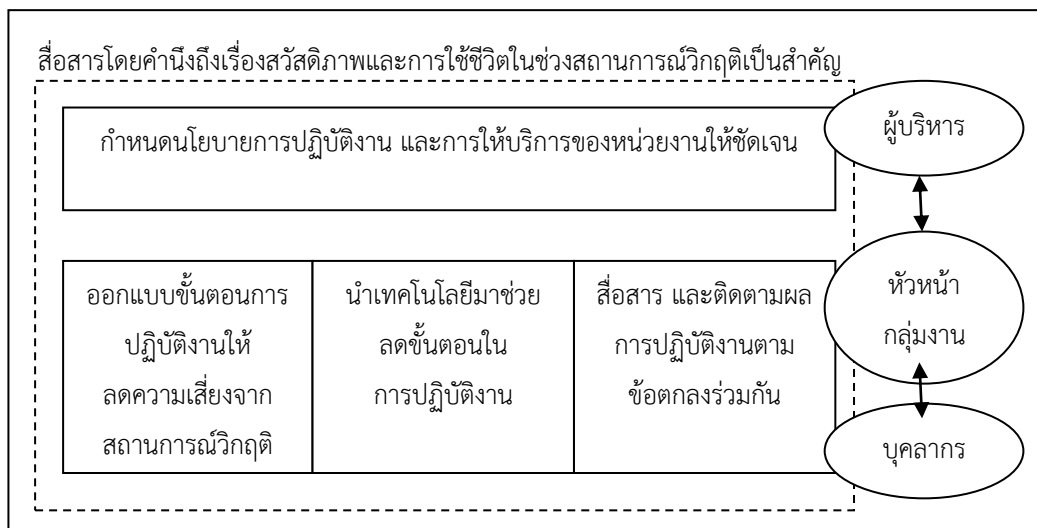 สื่อสารโดยคำนึงถึงเรื่องสวัสดิภาพและการใช้ชีวิตในช่วงสถานการณ์วิกฤติเป็นสำคัญ
กำหนดนโยบายการปฏิบัติงาน และการให้บริการของหน่วยงานให้ชัดเจน
ผู้บริหาร
ออกแบบขั้นตอนการ
ปฏิบัติงานให้
ลดความเสี่ยงจาก
สถานการณ์วิกฤติ
นำเทคโนโลยีมาช่วย
ลดขั้นตอนใน
การปฏิบัติงาน
สื่อสาร และติดตามผล
การปฏิบัติงานตาม
ข้อตกลงร่วมกัน
หัวหน้า
กลุ่มงาน
บุคลากร